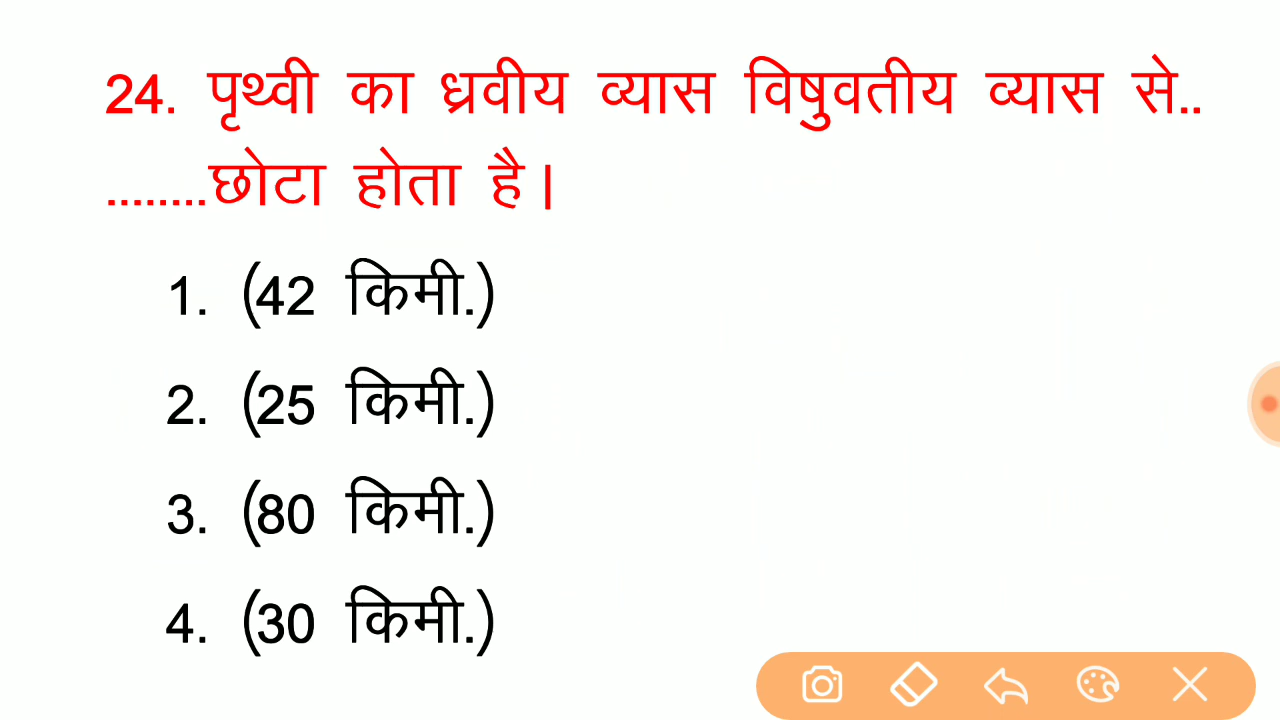 24. पृथ्वी का ध्रवीय व्यास विषुवतीय व्यास से..
........छोटा होता है।
1. (42 किमी.)
2. (25 किमी.)
3. (80 किमी.)
4. (30 किमी.)